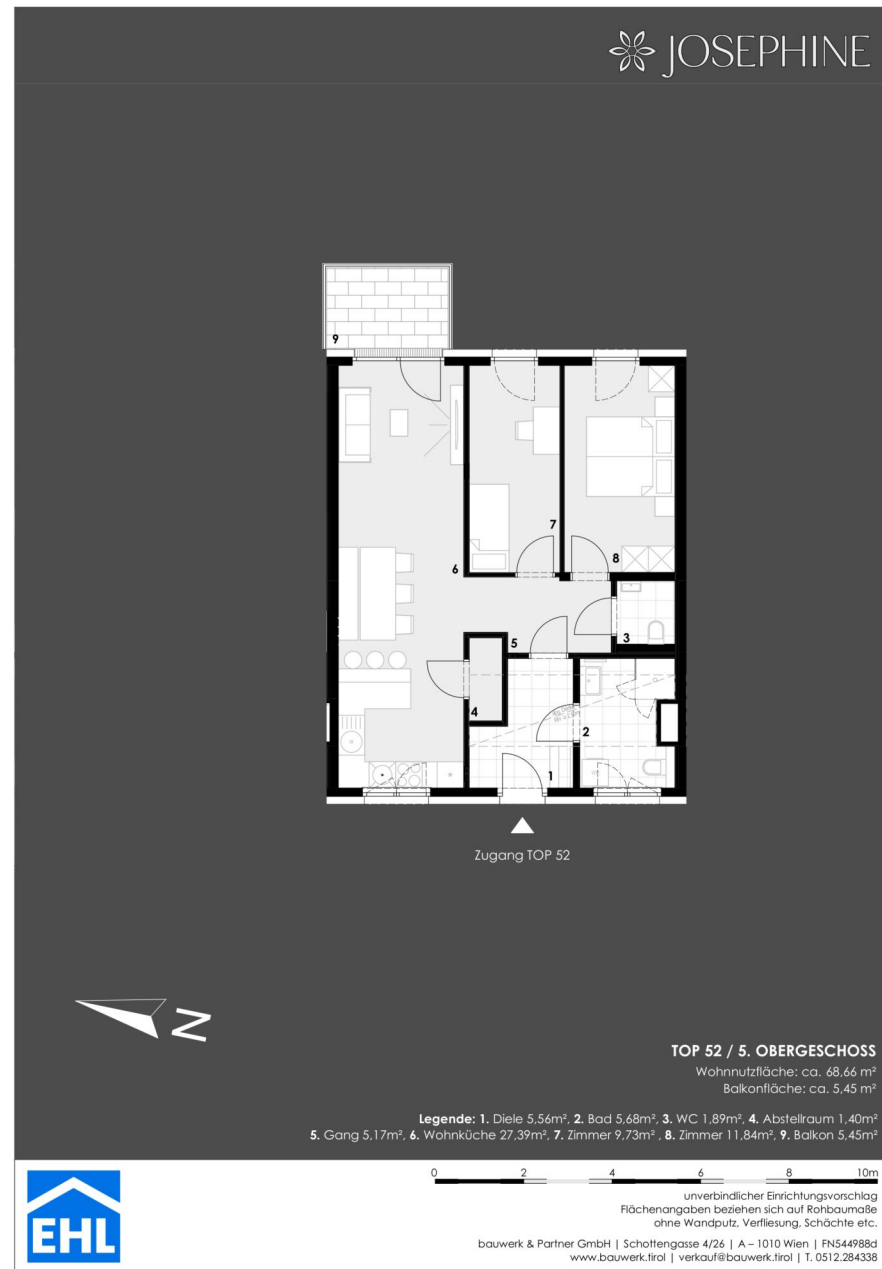 JOSEPHINE
9
7
6
8
5
3
4
2
1
Zugang TOP 52
N
TOP 52 / 5. OBERGESCHOSS
Wohnnutzfläche: ca. 68,66 m²
Balkonfläche: ca. 5,45 m²
Legende: 1. Diele 5,56m², 2. Bad 5,68m², 3. WC 1,89m², 4. Abstellraum 1,40m²
5. Gang 5,17m², 6. Wohnküche 27,39m², 7. Zimmer 9,73m² , 8. Zimmer 11,84m², 9. Balkon 5,45m²
0 2 4 6 8 10m
unverbindlicher Einrichtungsvorschlag
Flächenangaben beziehen sich auf Rohbaumaße
ohne Wandputz, Verfliesung, Schächte etc.
EHL
bauwerk & Partner GmbH | Schottengasse 4/26 | A – 1010 Wien | FN544988d
www.bauwerk.tirol | verkauf@bauwerk.tirol | T. 0512.284338